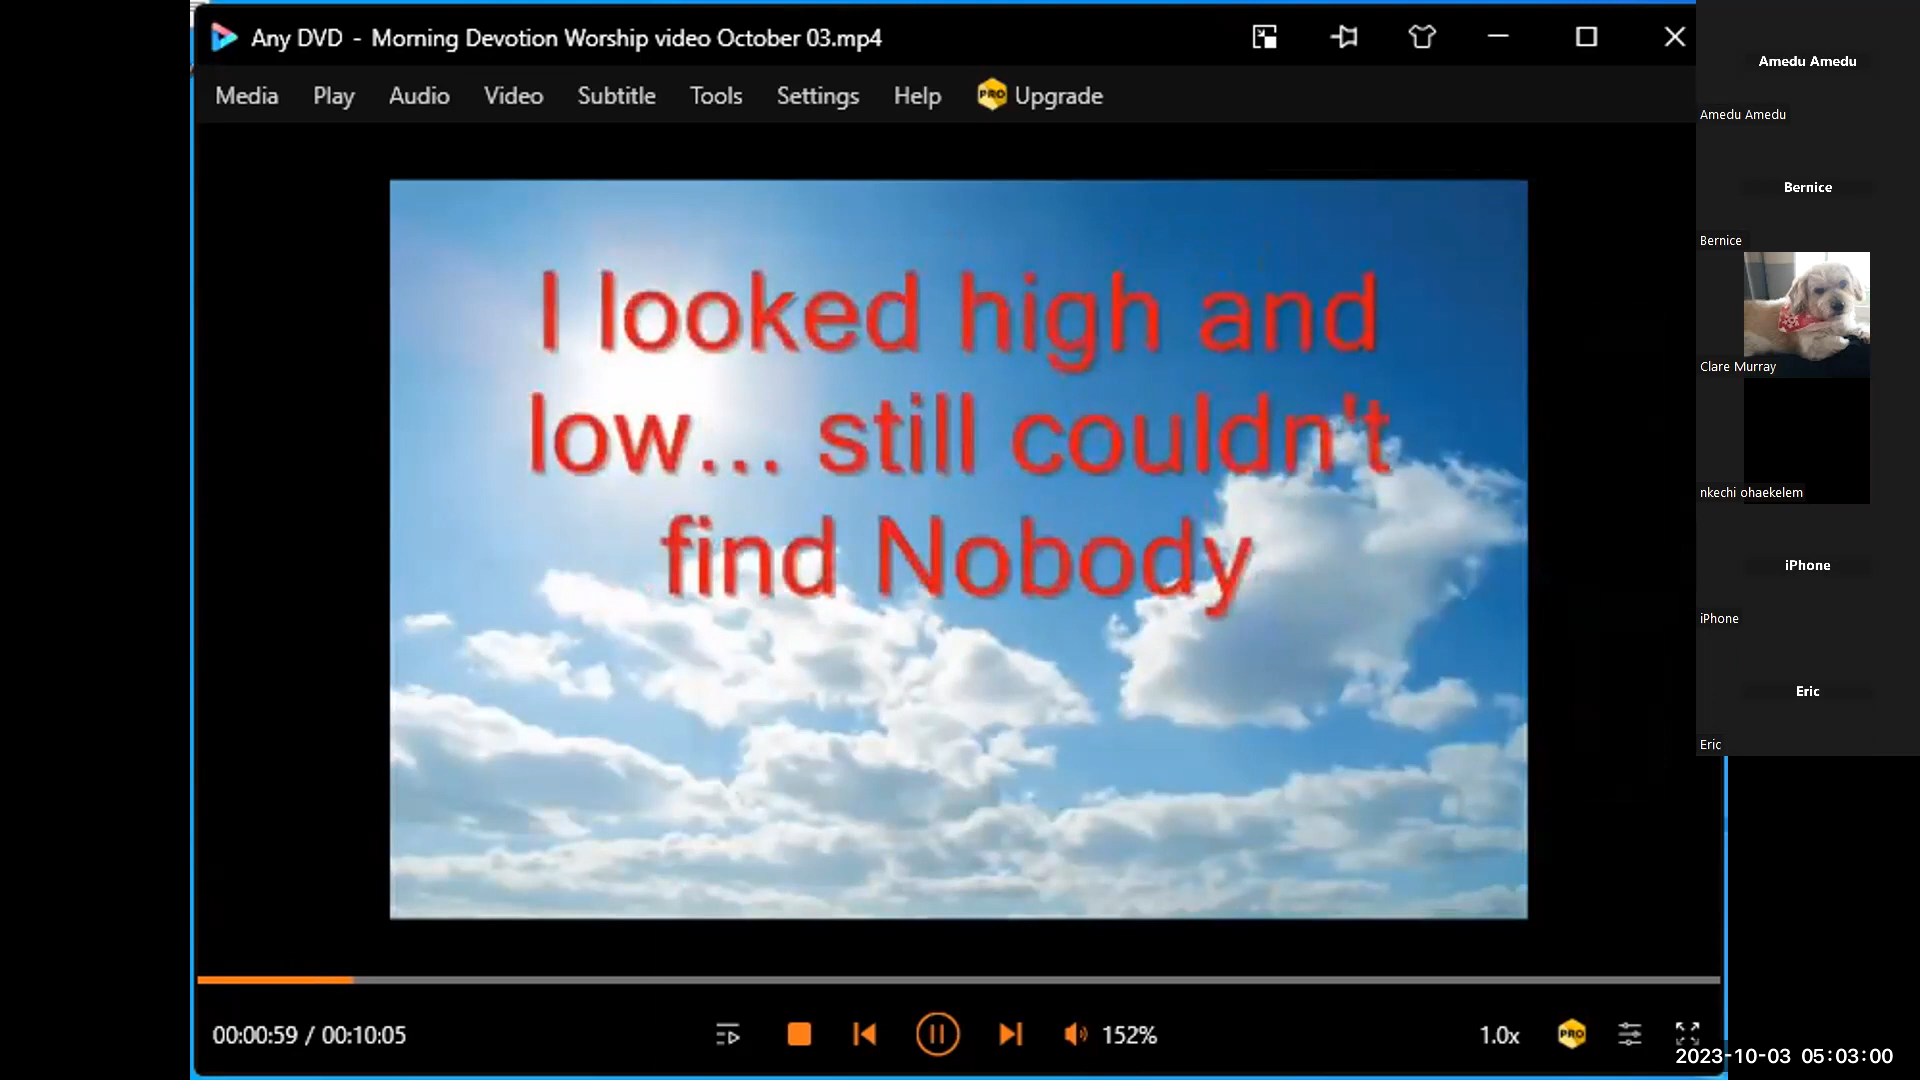 Any DVD - Morning Devotion Worship video October 03.mp4
Media Play Audio Video Subtitle Tools Settings Help PRO Upgrade
I looked high and
low... still couldn't
find Nobody
00:00:59 / 00:10:05
152%
1.0x
PRO
Amedu Amedu
Amedu Amedu
Bernice
Bernice
Clare Murray
nkechi ohaekelem
iPhone
iPhone
Eric
Eric
2023-10-03 05:03:00